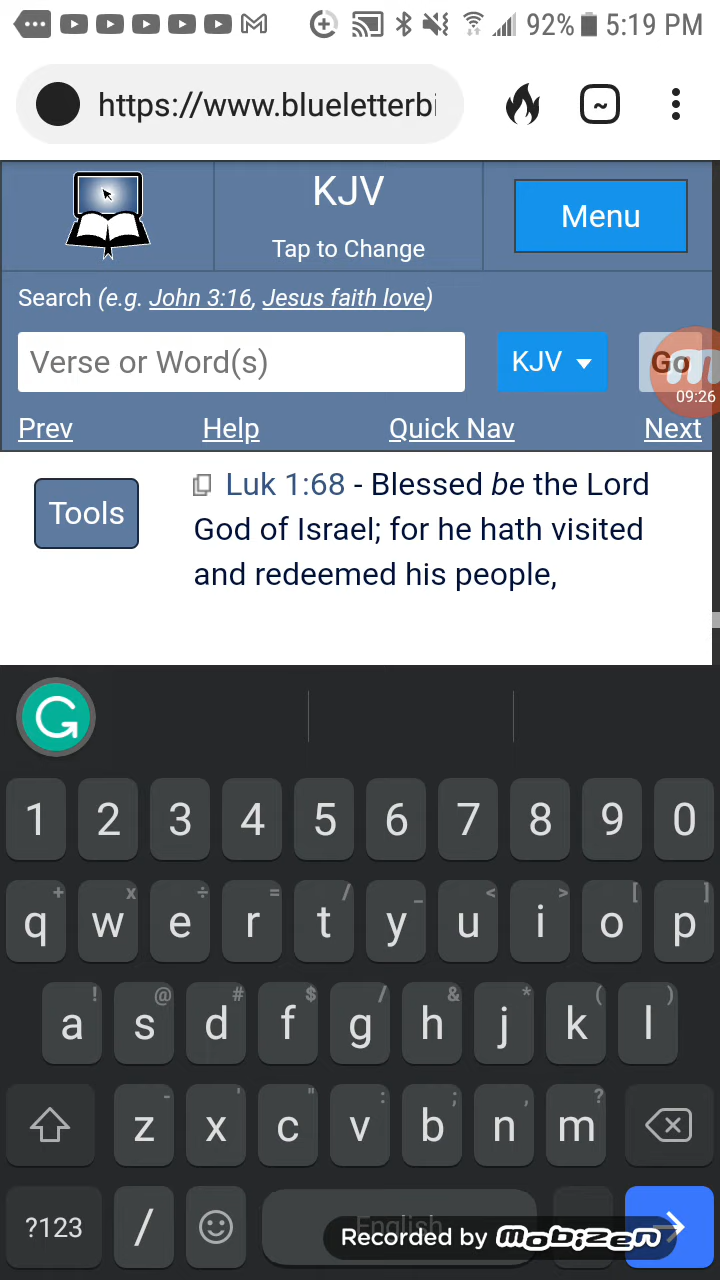 92% 5:19 PM
https://www.blueletterbi
KJV
Tap to Change
Menu
Search (e.g. John 3:16, Jesus faith love)
Verse or Word(s)
KJV
Go
09:26
Prev Help Quick Nav Next
Tools
Luk 1:68 - Blessed be the Lord
God of Israel; for he hath visited
and redeemed his people,
1 2 3 4 5 6 7 8 9 0
+ x ÷ = / _ < > [ ]
q w e r t y u i o p
! @ # $ / & * ( )
a s d f g h j k l
- ' " : ; , ?
z x c v b n m
?123 / English
Recorded by mobizen